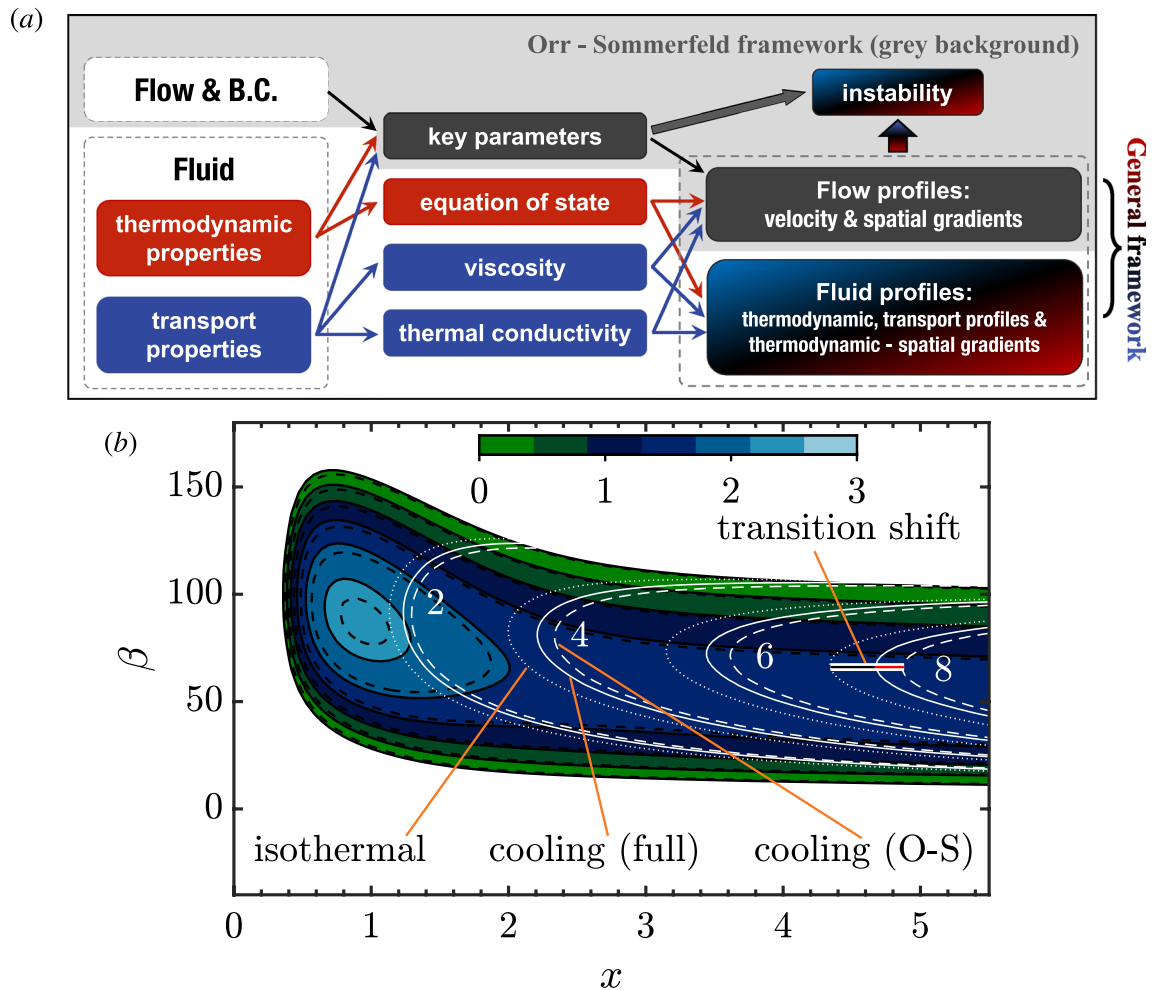 (a)
Orr - Sommerfeld framework (grey background)
Flow & B.C.
instability
key parameters
Fluid
thermodynamic
properties
equation of state
Flow profiles:
velocity & spatial gradients
viscosity
transport
properties
thermal conductivity
Fluid profiles:
thermodynamic, transport profiles &
thermodynamic - spatial gradients
General framework
(b)
0 1 2 3
transition shift
150
100
50
0
β
2
4
6
8
isothermal
cooling (full)
cooling (O-S)
0 1 2 3 4 5
x